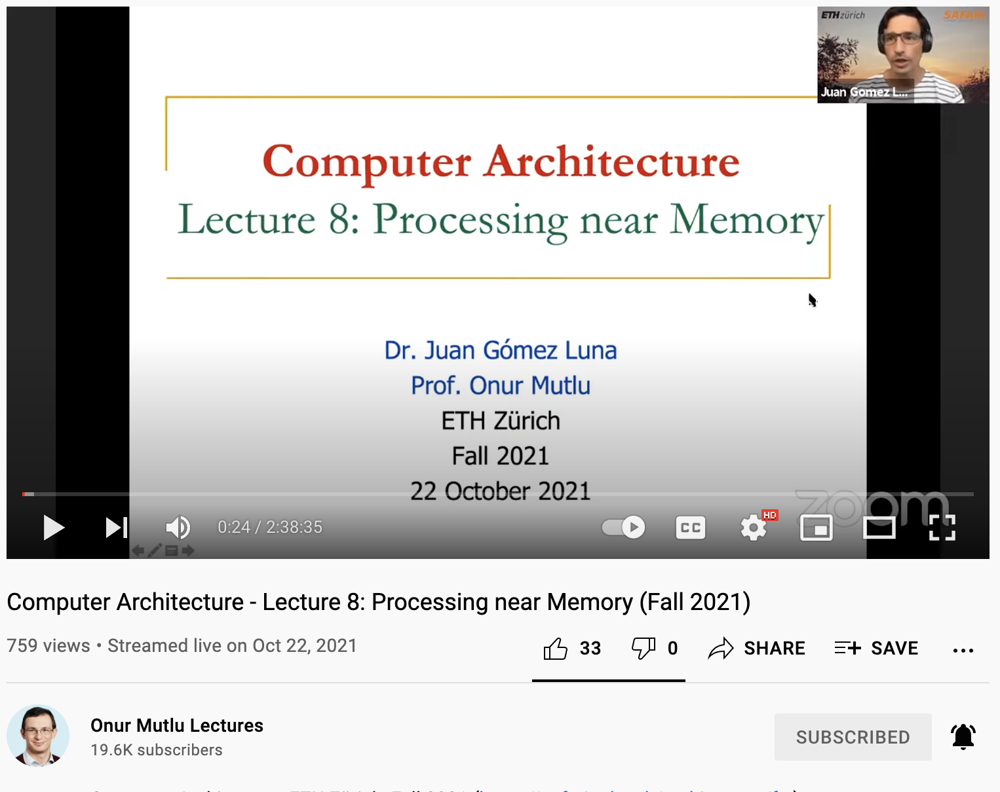 ETHzürich SAFARI
Juan Gomez L...
Computer Architecture
Lecture 8: Processing near Memory
Dr. Juan Gómez Luna
Prof. Onur Mutlu
ETH Zürich
Fall 2021
22 October 2021
zoom
0:24 / 2:38:35
CC
HD
Computer Architecture - Lecture 8: Processing near Memory (Fall 2021)
759 views • Streamed live on Oct 22, 2021
33
0
SHARE
SAVE
Onur Mutlu Lectures
19.6K subscribers
SUBSCRIBED